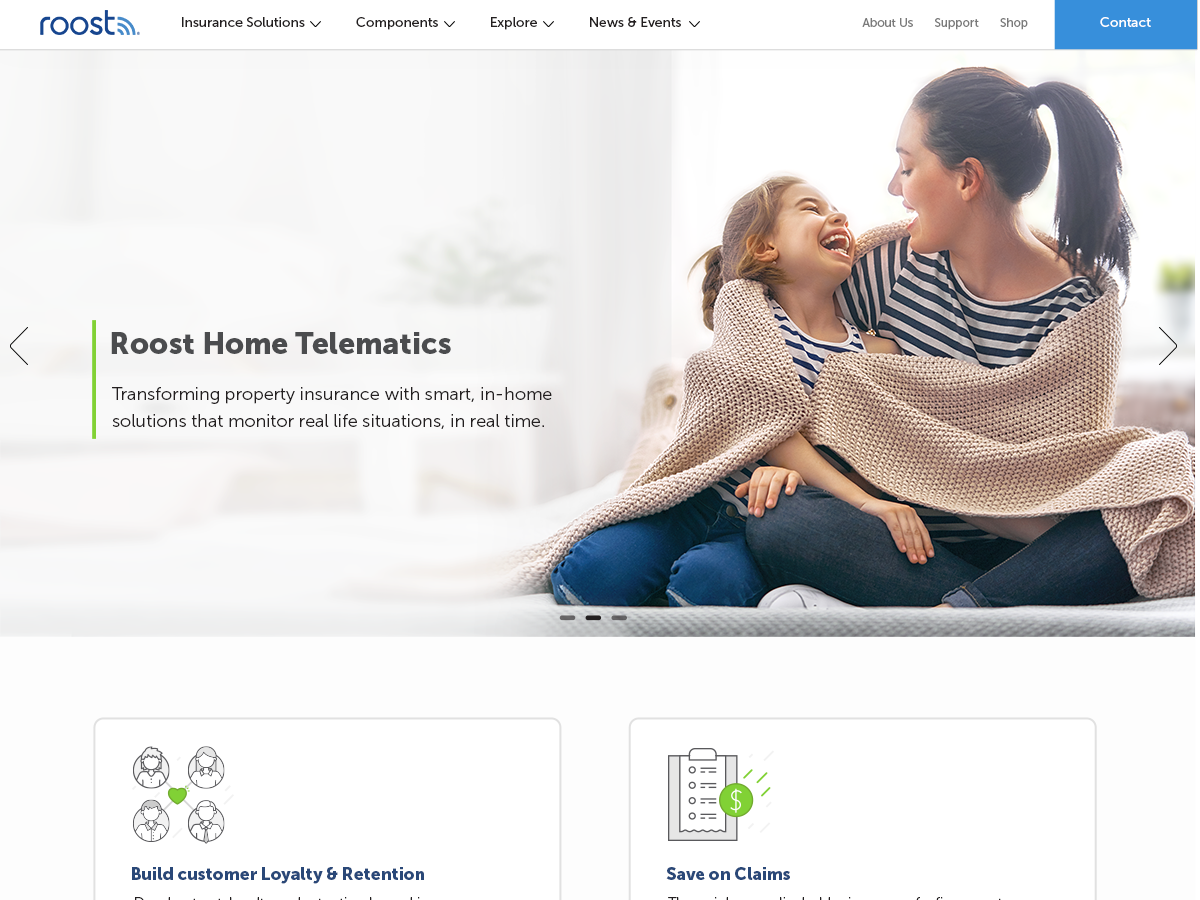 roost
Insurance Solutions
Components
Explore
News & Events
About Us
Support
Shop
Contact
Roost Home Telematics
Transforming property insurance with smart, in-home
solutions that monitor real life situations, in real time.
Build customer Loyalty & Retention
Save on Claims